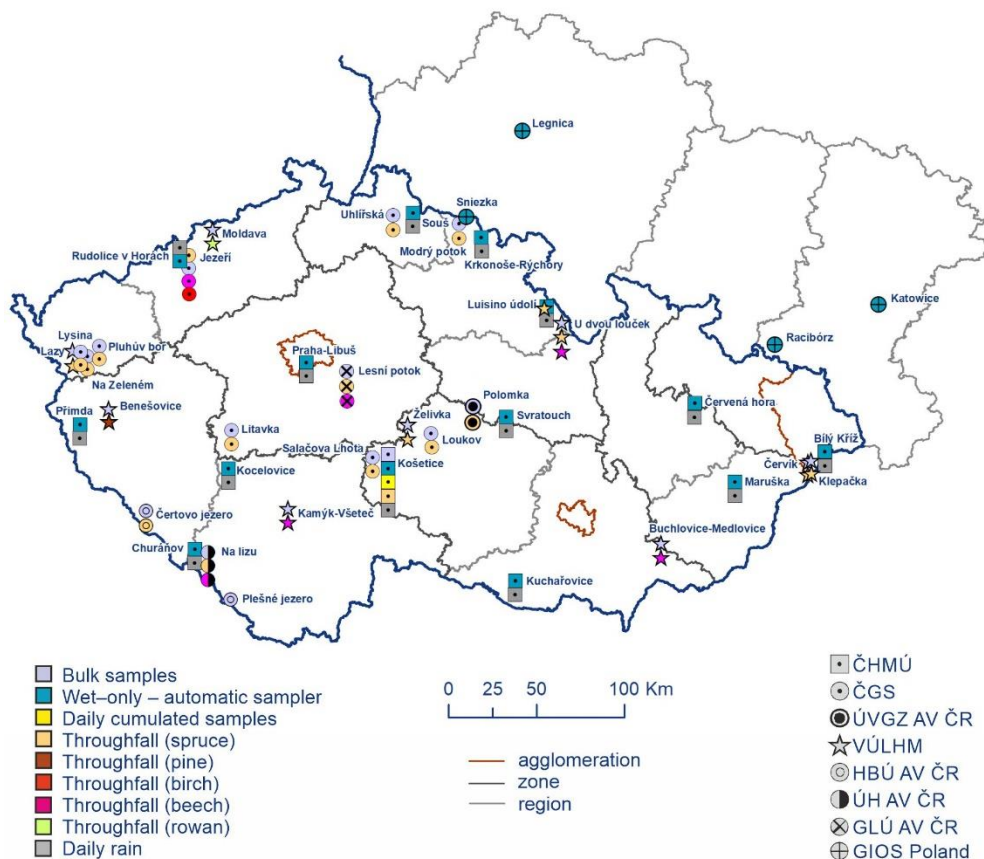 Legnica
Sniezka
Uhlířská
Souš
Moldava
Modrý potok
Rudolice v Horách
Jezeří
Krkonoše-Rýchory
Katowice
Luisino údolí
U dvou louček
Racibórz
Lysina
Pluhův bor
Lazy
Praha-Libuš
Lesní potok
Na Zeleném
Benešovice
Polomka
Červená hora
Přimda
Želivka
Svratouch
Litavka
Loukov
Bílý Kříž
Salačova Lhota
Košetice
Kocelovice
Červík
Klepačka
Maruška
Čertovo jezero
Kamýk-Všeteč
Buchlovice-Medlovice
Churáňov
Na lizu
Kuchařovice
Plešné jezero
Bulk samples
Wet–only – automatic sampler
Daily cumulated samples
Throughfall (spruce)
Throughfall (pine)
Throughfall (birch)
Throughfall (beech)
Throughfall (rowan)
Daily rain
0 25 50 100 Km
agglomeration
zone
region
ČHMÚ
ČGS
ÚVGZ AV ČR
VÚLHM
HBÚ AV ČR
ÚH AV ČR
GLÚ AV ČR
GIOS Poland